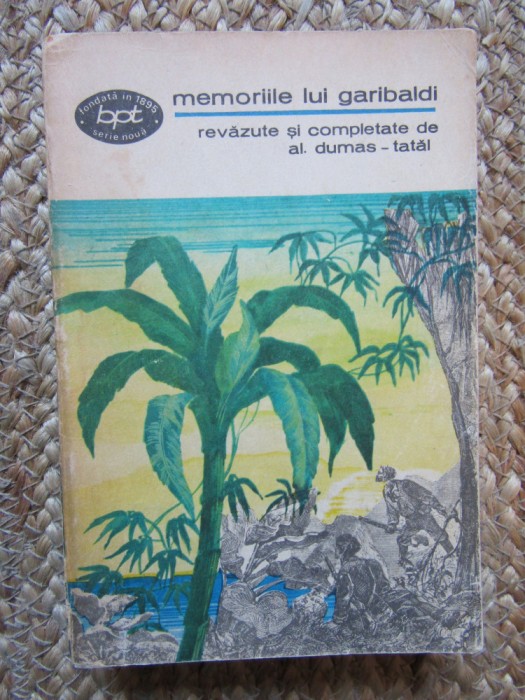 fondată în 1895
bpt
serie nouă
memoriile lui garibaldi
revăzute și completate de
al. dumas - tatăl